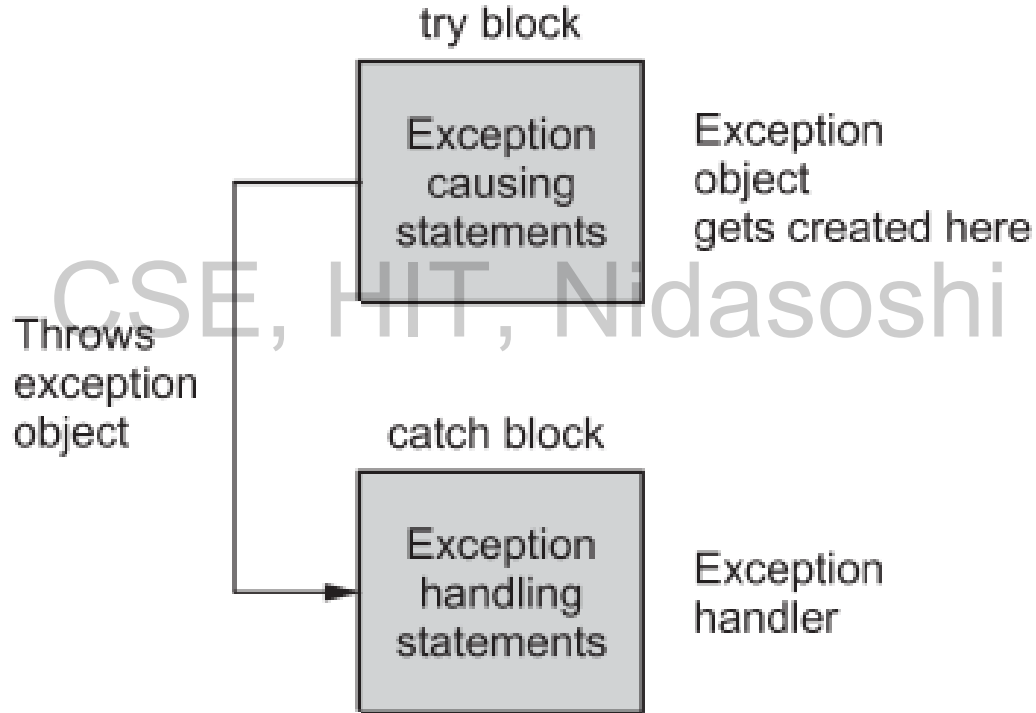 try block
Exception
causing
statements
Exception
object
gets created here
CSE, HIT, Nidasoshi
Throws
exception
object
catch block
Exception
handling
statements
Exception
handler